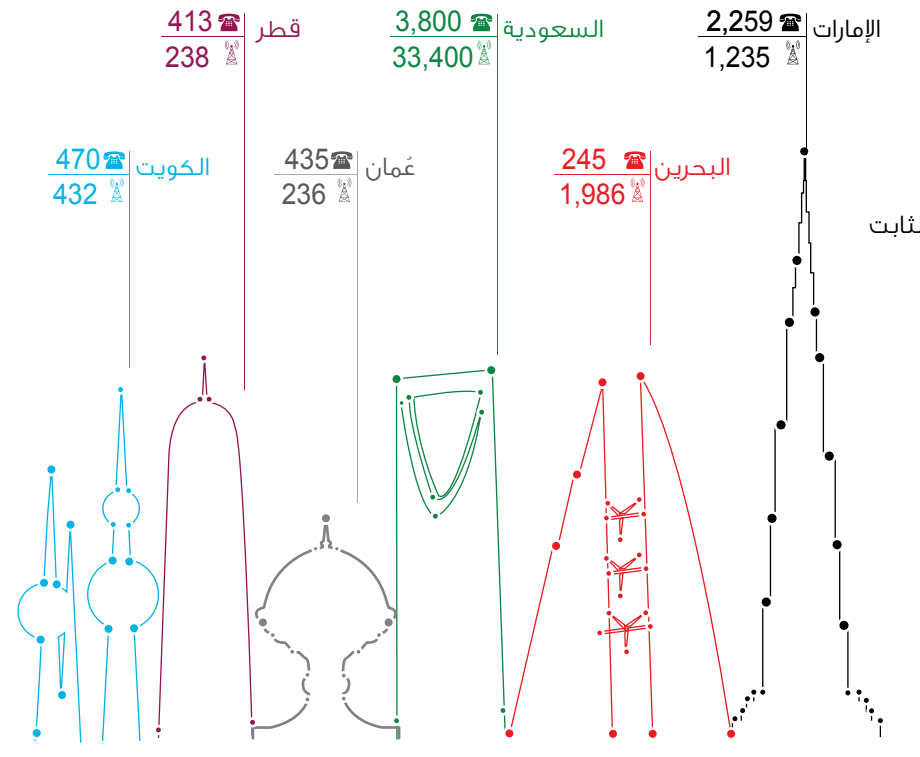 الإمارات
2,259
1,235
السعودية
3,800
33,400
قطر
413
238
البحرين
245
1,986
عُمان
435
236
الكويت
470
432